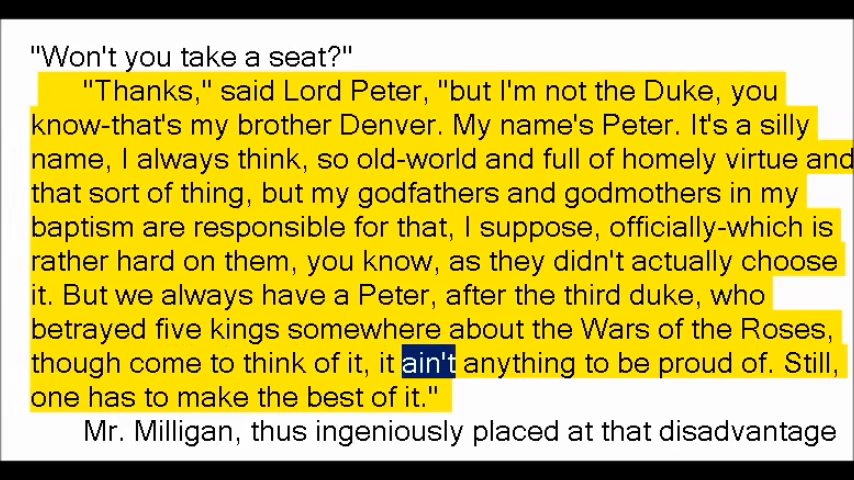 "Won't you take a seat?"
"Thanks," said Lord Peter, "but I'm not the Duke, you
know-that's my brother Denver. My name's Peter. It's a silly
name, I always think, so old-world and full of homely virtue and
that sort of thing, but my godfathers and godmothers in my
baptism are responsible for that, I suppose, officially-which is
rather hard on them, you know, as they didn't actually choose
it. But we always have a Peter, after the third duke, who
betrayed five kings somewhere about the Wars of the Roses,
though come to think of it, it ain't anything to be proud of. Still,
one has to make the best of it."
Mr. Milligan, thus ingeniously placed at that disadvantage